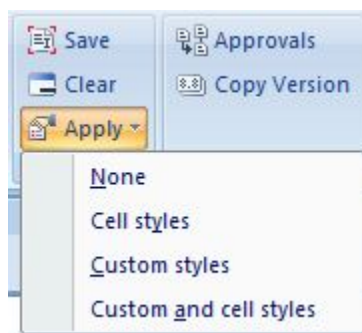 Save
Approvals
Clear
Copy Version
Apply
None
Cell styles
Custom styles
Custom and cell styles